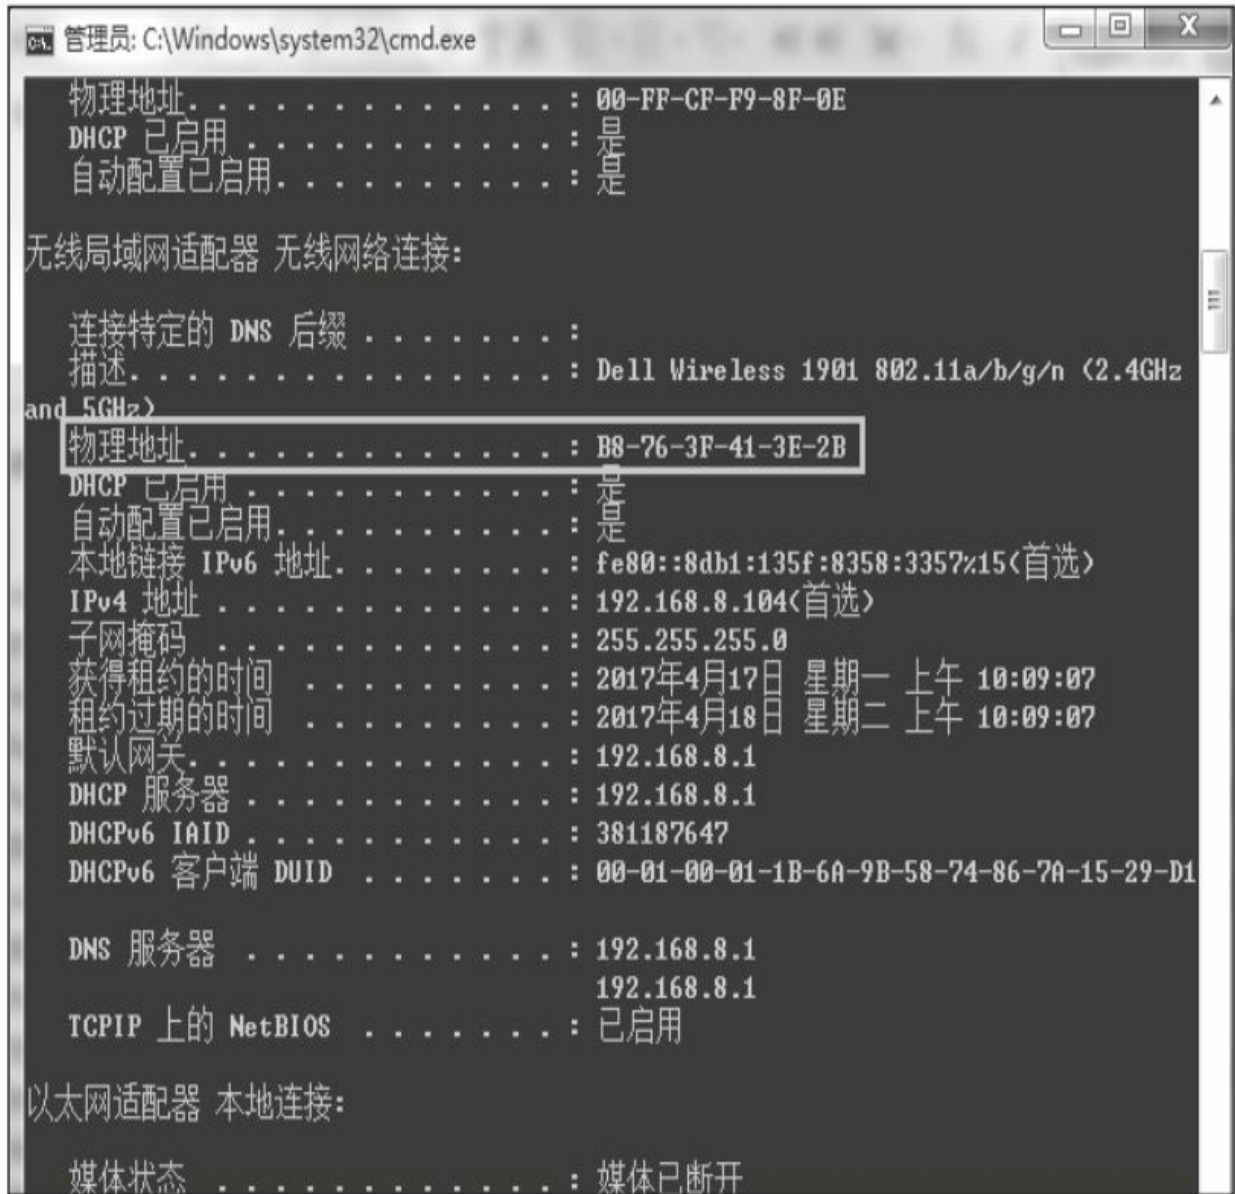 管理员: C:\Windows\system32\cmd.exe
物理地址. . . . . . . . . . . . . : 00-FF-CF-F9-8F-0E
DHCP 已启用 . . . . . . . . . . . : 是
自动配置已启用. . . . . . . . . . : 是
无线局域网适配器 无线网络连接:
连接特定的 DNS 后缀 . . . . . . . :
描述. . . . . . . . . . . . . . . : Dell Wireless 1901 802.11a/b/g/n (2.4GHz
and 5GHz)
物理地址. . . . . . . . . . . . . : B8-76-3F-41-3E-2B
DHCP 已启用 . . . . . . . . . . . : 是
自动配置已启用. . . . . . . . . . : 是
本地链接 IPv6 地址. . . . . . . . : fe80::8db1:135f:8358:3357%15(首选)
IPv4 地址 . . . . . . . . . . . . : 192.168.8.104(首选)
子网掩码 . . . . . . . . . . . . : 255.255.255.0
获得租约的时间 . . . . . . . . . : 2017年4月17日 星期一 上午 10:09:07
租约过期的时间 . . . . . . . . . : 2017年4月18日 星期二 上午 10:09:07
默认网关. . . . . . . . . . . . . : 192.168.8.1
DHCP 服务器 . . . . . . . . . . . : 192.168.8.1
DHCPv6 IAID . . . . . . . . . . . : 381187647
DHCPv6 客户端 DUID . . . . . . . : 00-01-00-01-1B-6A-9B-58-74-86-7A-15-29-D1
DNS 服务器 . . . . . . . . . . . : 192.168.8.1
192.168.8.1
TCPIP 上的 NetBIOS . . . . . . . : 已启用
以太网适配器 本地连接:
媒体状态 . . . . . . . . . . . . : 媒体已断开